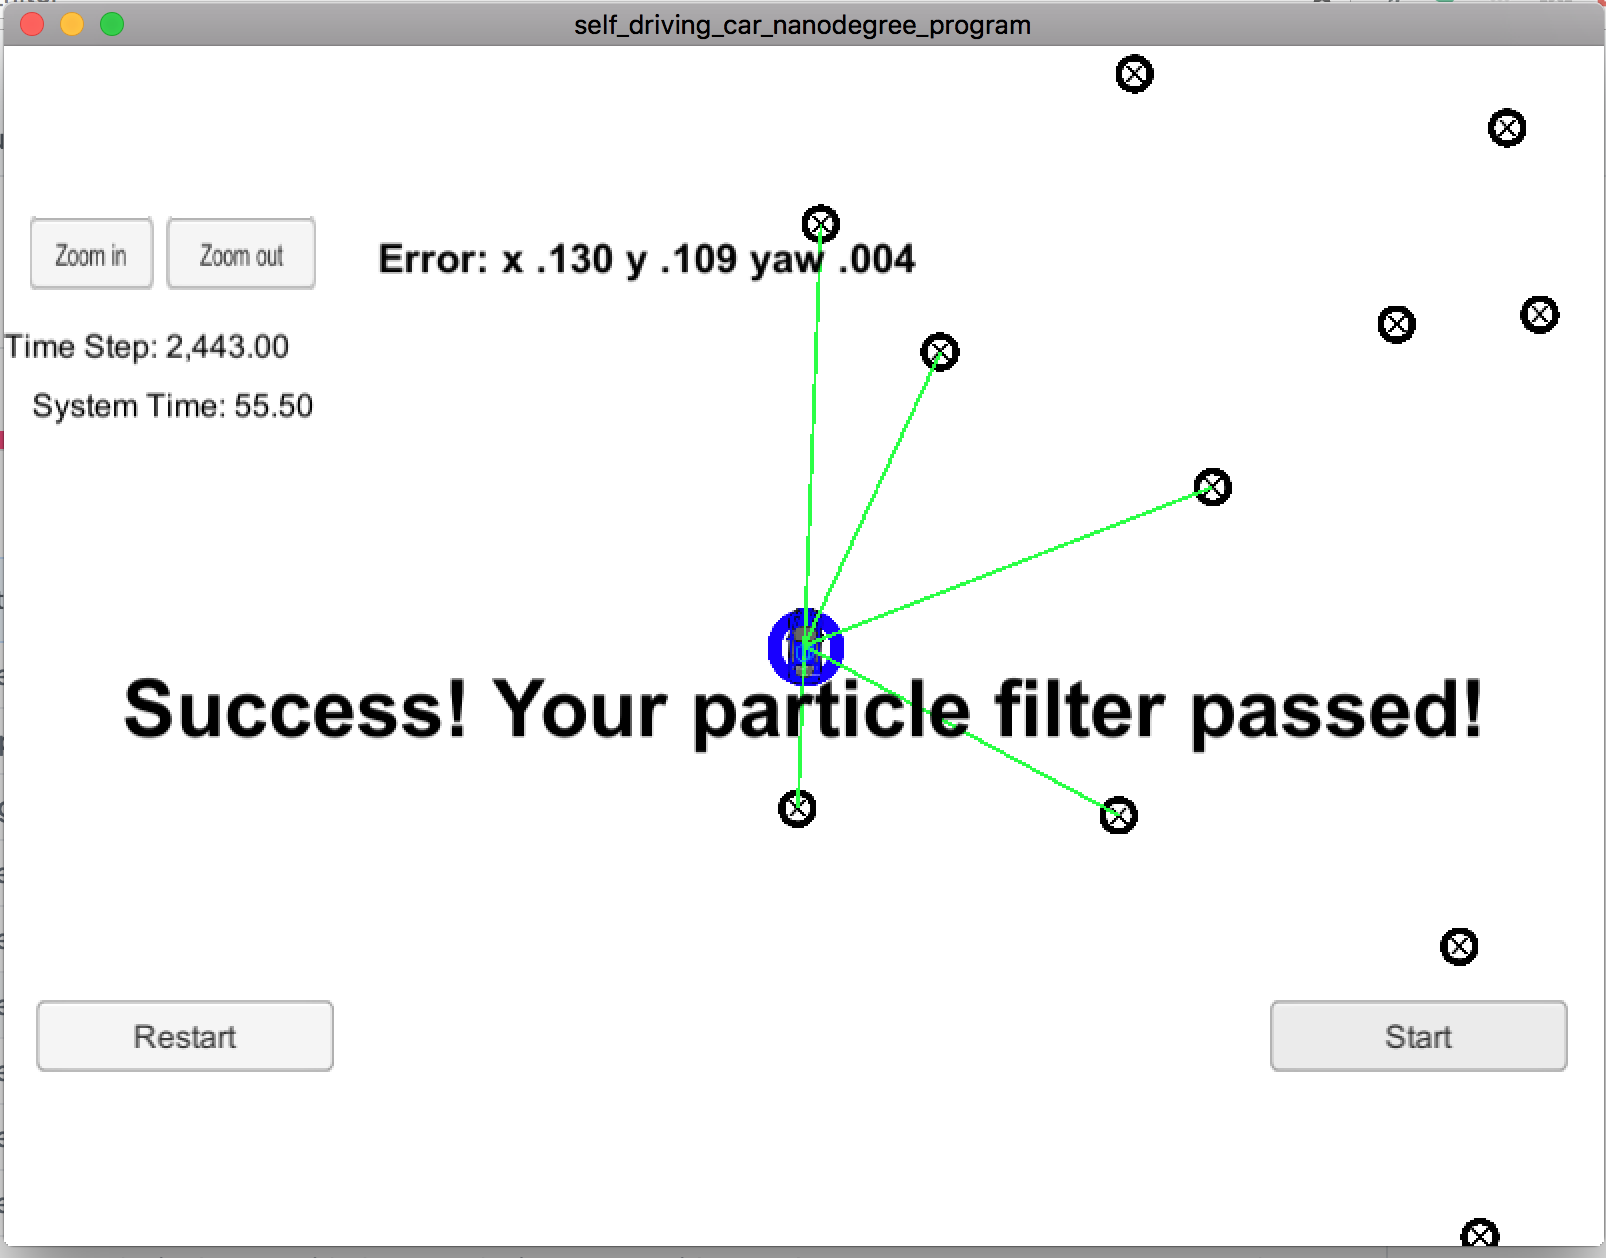 self_driving_car_nanodegree_program
Zoom in
Zoom out
Error: x .130 y .109 yaw .004
Time Step: 2,443.00
System Time: 55.50
Success! Your particle filter passed!
Restart
Start